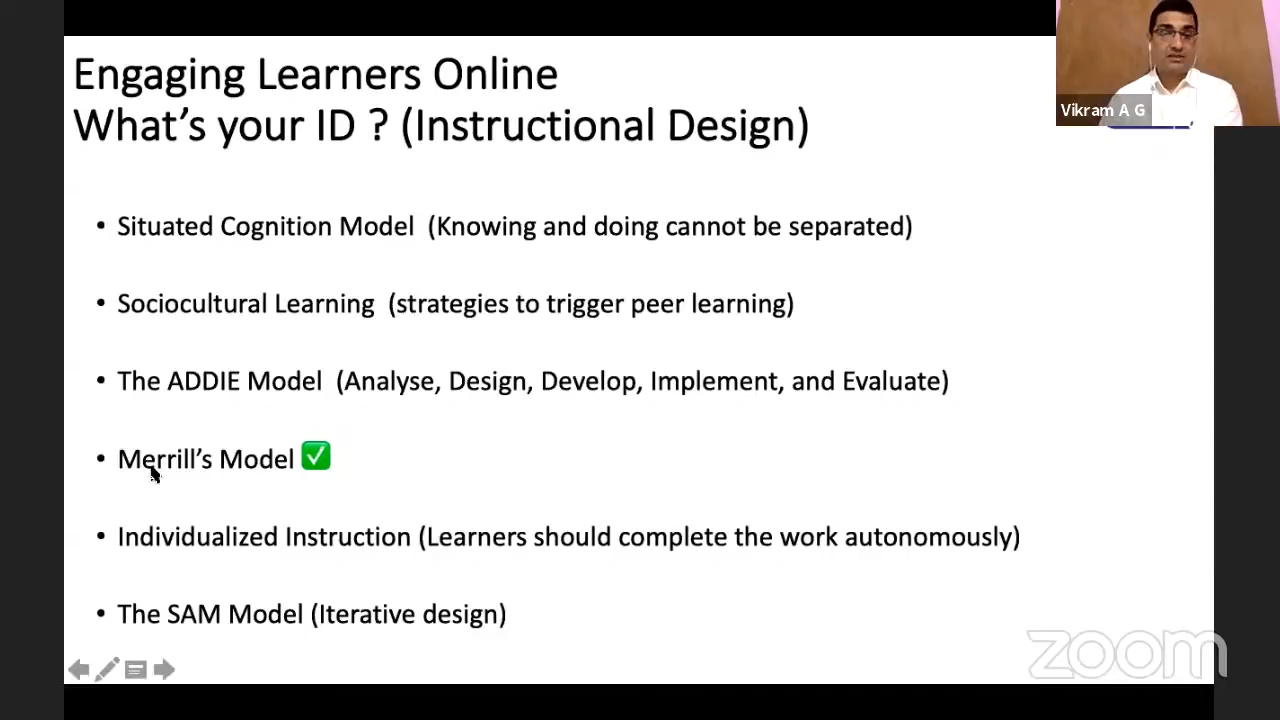 Engaging Learners Online
What's your ID ? (Instructional Design)
Vikram A G
• Situated Cognition Model (Knowing and doing cannot be separated)
• Sociocultural Learning (strategies to trigger peer learning)
• The ADDIE Model (Analyse, Design, Develop, Implement, and Evaluate)
• Merrill's Model ✅
• Individualized Instruction (Learners should complete the work autonomously)
• The SAM Model (Iterative design)
zoom